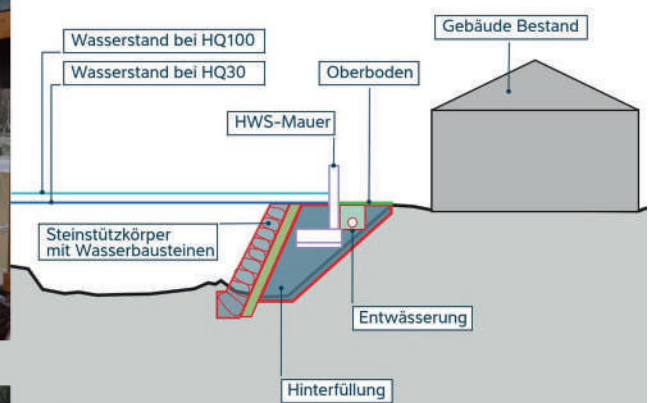 Wasserstand bei HQ100
Gebäude Bestand
Wasserstand bei HQ30
Oberboden
HWS-Mauer
Steinstützkörper
mit Wasserbausteinen
Entwässerung
Hinterfüllung